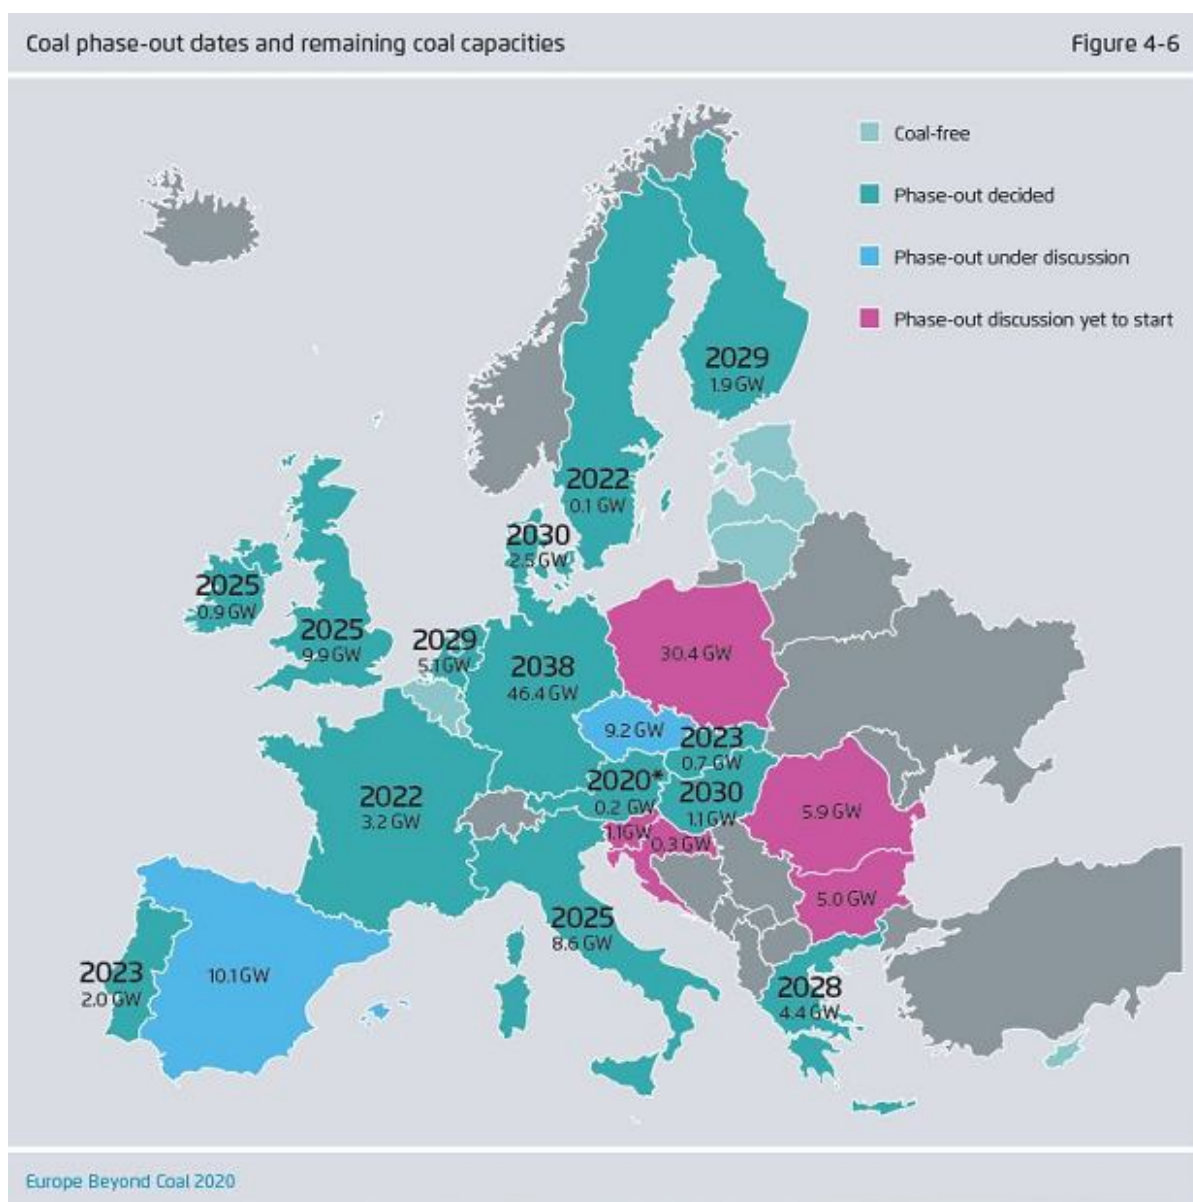 Coal phase-out dates and remaining coal capacities
Figure 4-6
Coal-free
Phase-out decided
Phase-out under discussion
Phase-out discussion yet to start
2029
1.9 GW
2022
0.1 GW
2030
2.5 GW
2025
0.9 GW
2025
9.9 GW
2029
5.1 GW
2038
46.4 GW
30.4 GW
9.2 GW
2023
0.7 GW
2020*
0.2 GW
2030
1.1 GW
2022
3.2 GW
1.1GW
0.3 GW
5.9 GW
5.0 GW
2025
8.6 GW
2023
2.0 GW
10.1 GW
2028
4.4 GW
Europe Beyond Coal 2020